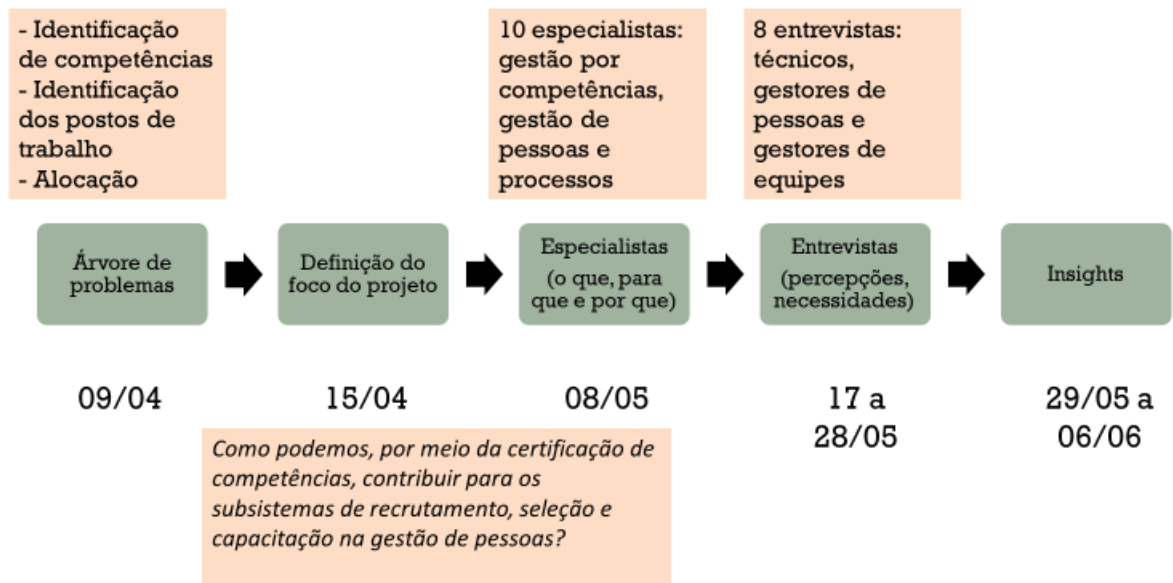 - Identificação
de competências
- Identificação
dos postos de
trabalho
- Alocação
10 especialistas:
gestão por
competências,
gestão de
pessoas e
processos
8 entrevistas:
técnicos,
gestores de
pessoas e
gestores de
equipes
Árvore de
problemas
Definição do
foco do projeto
Especialistas
(o que, para
que e por que)
Entrevistas
(percepções,
necessidades)
Insights
09/04
15/04
08/05
17 a
28/05
29/05 a
06/06
Como podemos, por meio da certificação de
competências, contribuir para os
subsistemas de recrutamento, seleção e
capacitação na gestão de pessoas?